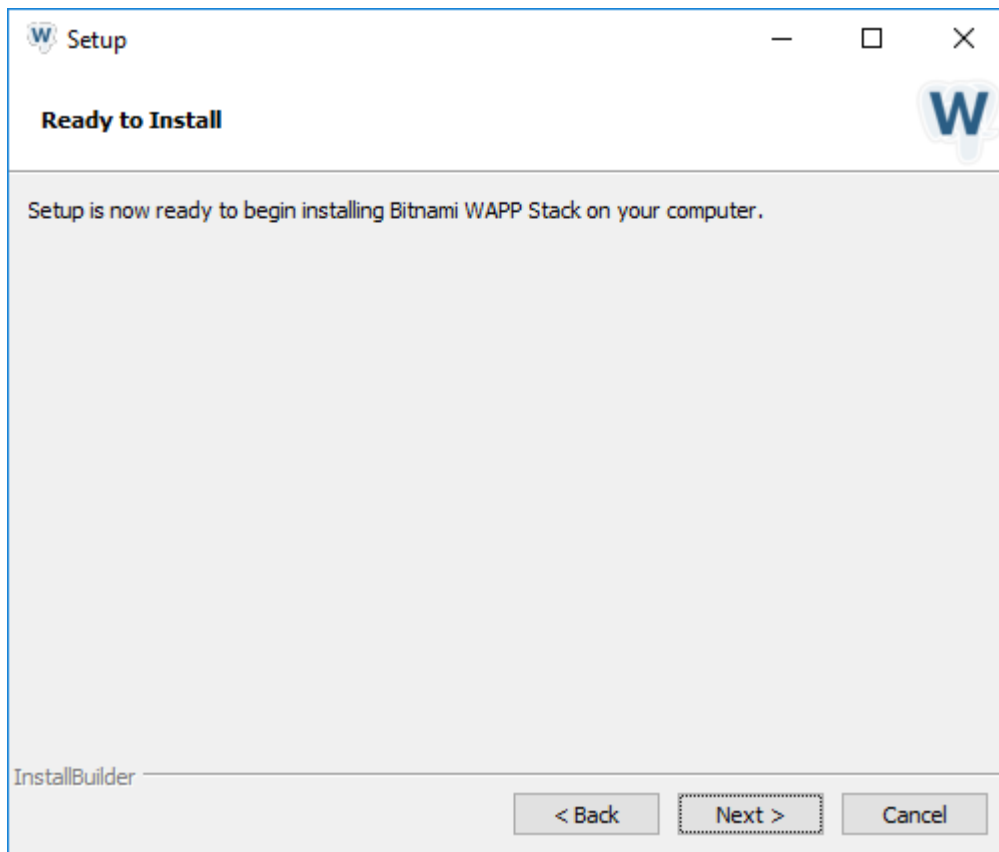 W Setup
Ready to Install
W
Setup is now ready to begin installing Bitnami WAPP Stack on your computer.
InstallBuilder
< Back Next > Cancel